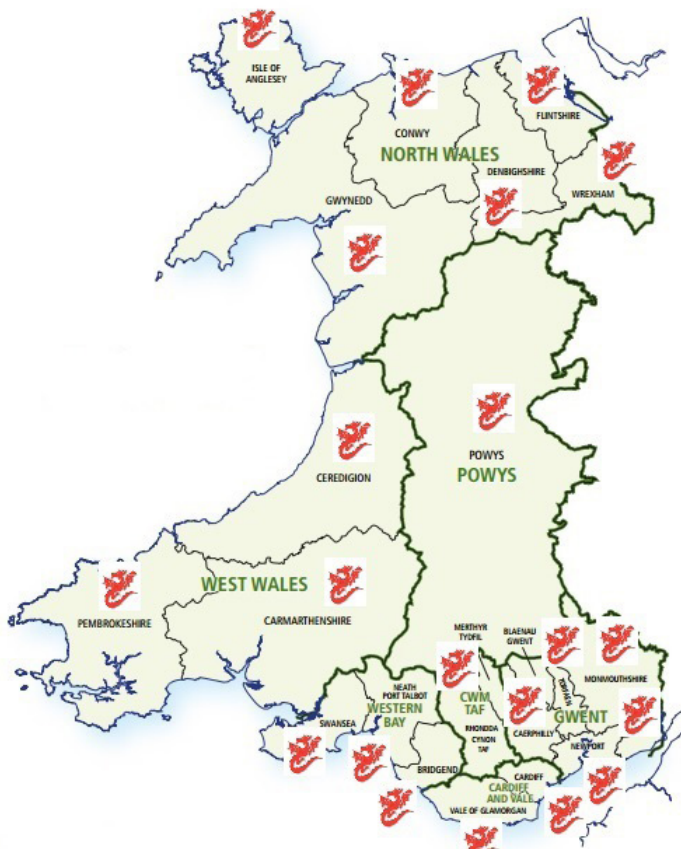 ISLE OF
ANGLESEY
FLINTSHIRE
CONWY
NORTH WALES
DENBIGHSHIRE
WREXHAM
GWYNEDD
POWYS
POWYS
CEREDIGION
WEST WALES
PEMBROKESHIRE
CARMARTHENSHIRE
MERTHYR
TYDFIL
BLAENAU
GWENT
MONMOUTHSHIRE
TORFAEN
NEATH
PORT TALBOT
WESTERN
BAY
CWM
TAF
GWENT
SWANSEA
RHONDDA
CYNON
TAF
CAERPHILLY
NEWPORT
BRIDGEND
CARDIFF
CARDIFF
AND VALE
VALE OF GLAMORGAN